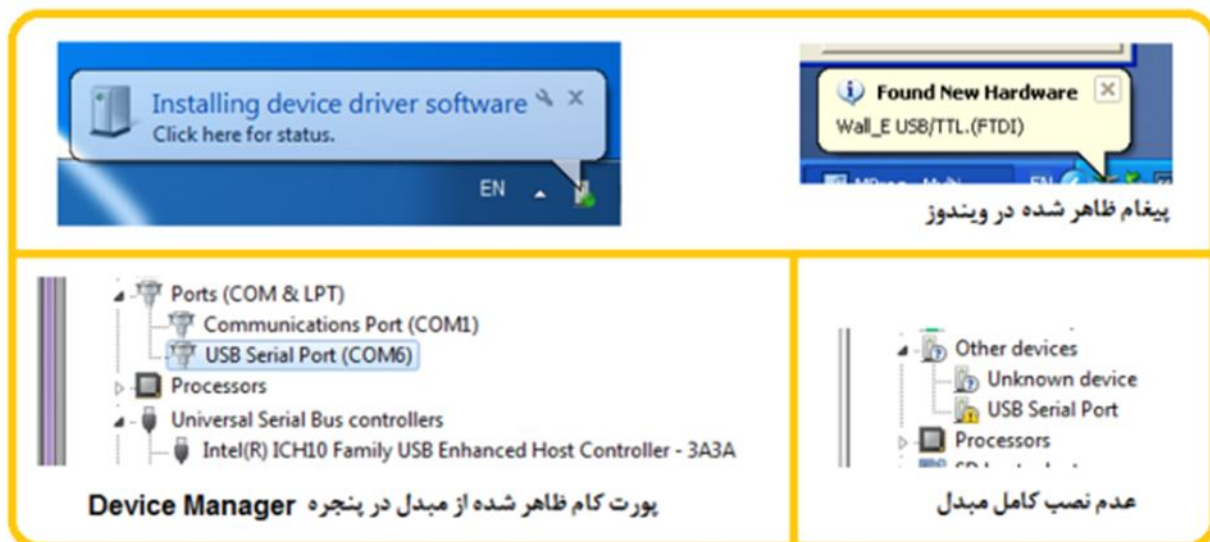 Installing device driver software
Click here for status.
EN
Found New Hardware
Wall_E USB/TTL.(FTDI)
EN
پیغام ظاهر شده در ویندوز
Ports (COM & LPT)
Communications Port (COM1)
USB Serial Port (COM6)
Processors
Universal Serial Bus controllers
Intel(R) ICH10 Family USB Enhanced Host Controller - 3A3A
پورت کام ظاهر شده از مبدل در پنجره Device Manager
Other devices
Unknown device
USB Serial Port
Processors
عدم نصب کامل مبدل